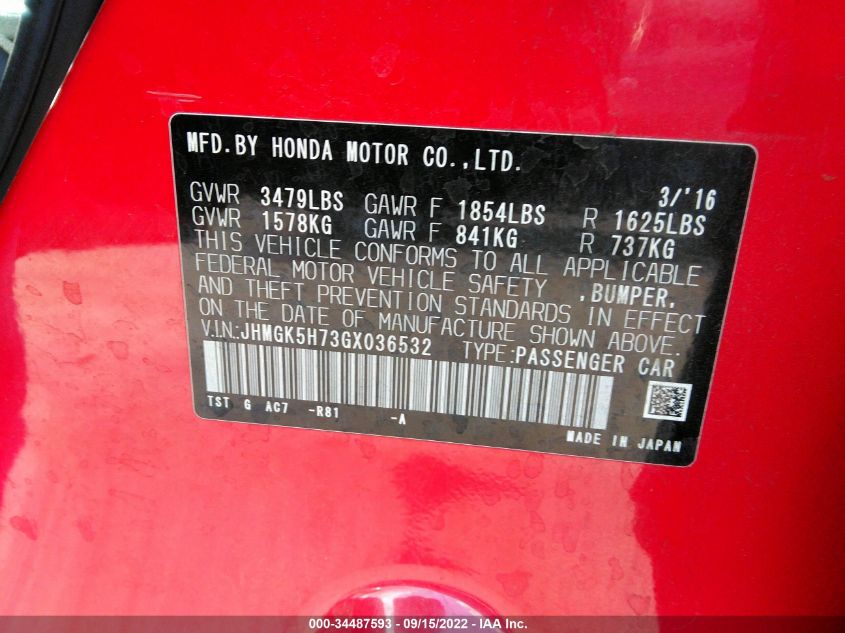 MFD.BY HONDA MOTOR CO.,LTD.
3/'16
GVWR 3479LBS GAWR F 1854LBS R 1625LBS
GVWR 1578KG GAWR F 841KG R 737KG
THIS VEHICLE CONFORMS TO ALL APPLICABLE
FEDERAL MOTOR VEHICLE SAFETY ,BUMPER,
AND THEFT PREVENTION STANDARDS IN EFFECT
ON THE DATE OF MANUFACTURE SHOWN ABOVE.
V.I.N:JHMGK5H73GX036532 TYPE:PASSENGER CAR
TST G AC7 -R81 -A
MADE IN JAPAN
000-34487593 - 09/15/2022 - IAA Inc.